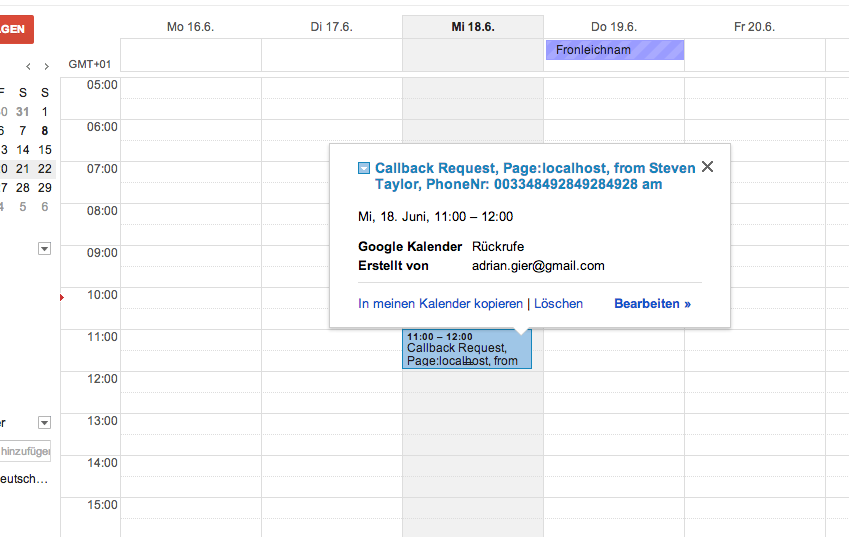 GEN
Mo 16.6.
Di 17.6.
Mi 18.6.
Do 19.6.
Fr 20.6.
Fronleichnam
GMT+01
F S S
30 31 1
6 7 8
13 14 15
20 21 22
27 28 29
4 5 6
05:00
06:00
07:00
08:00
09:00
10:00
11:00
12:00
13:00
14:00
15:00
Callback Request, Page:localhost, from Steven
Taylor, PhoneNr: 003348492849284928 am
Mi, 18. Juni, 11:00 – 12:00
Google Kalender Rückrufe
Erstellt von adrian.gier@gmail.com
In meinen Kalender kopieren | Löschen
Bearbeiten »
11:00 – 12:00
Callback Request,
Page:localhost, from
er
hinzufügen
eutsch...